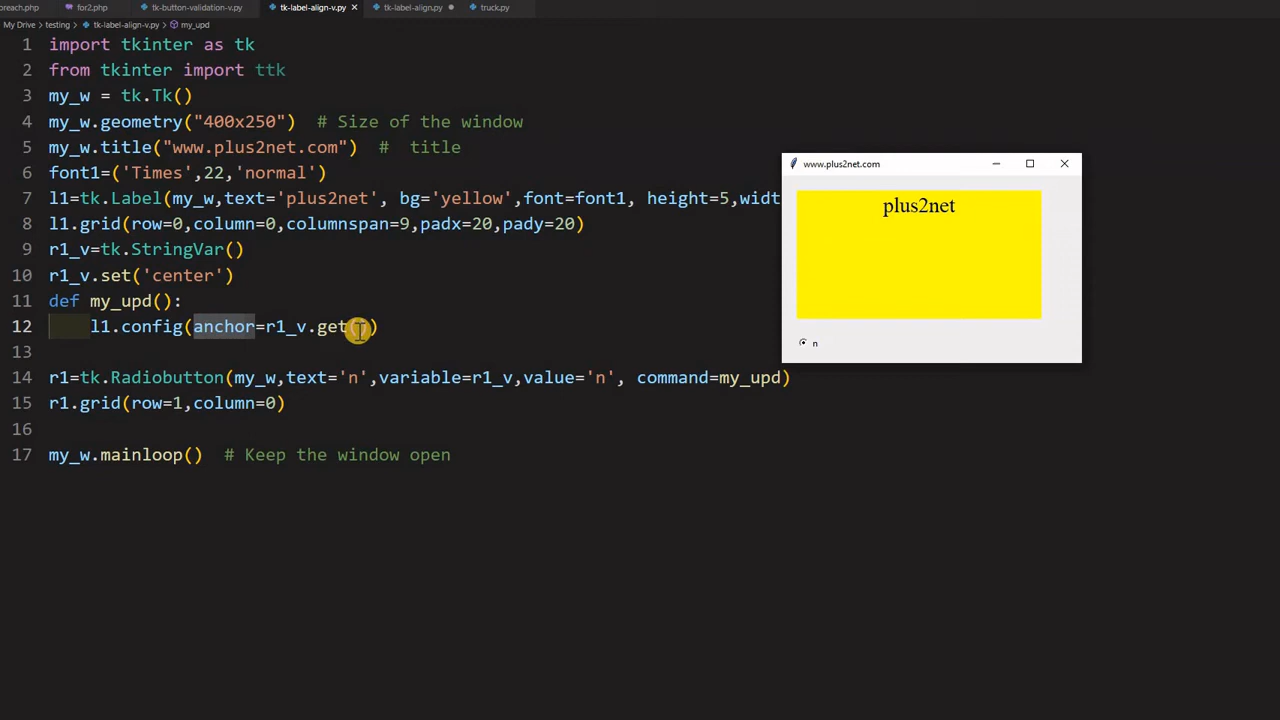 oreach.php for2.php tk-button-validation-v.py tk-label-align-v.py tk-label-align.py truck.py
My Drive > testing > tk-label-align-v.py > my_upd
1 import tkinter as tk
2 from tkinter import ttk
3 my_w = tk.Tk()
4 my_w.geometry("400x250")  # Size of the window
5 my_w.title("www.plus2net.com")  #  title
6 font1=('Times',22,'normal')
7 l1=tk.Label(my_w,text='plus2net', bg='yellow',font=font1, height=5,widt
8 l1.grid(row=0,column=0,columnspan=9,padx=20,pady=20)
9 r1_v=tk.StringVar()
10 r1_v.set('center')
11 def my_upd():
12     l1.config(anchor=r1_v.get())
13
14 r1=tk.Radiobutton(my_w,text='n',variable=r1_v,value='n', command=my_upd)
15 r1.grid(row=1,column=0)
16
17 my_w.mainloop()  # Keep the window open
www.plus2net.com
plus2net
n